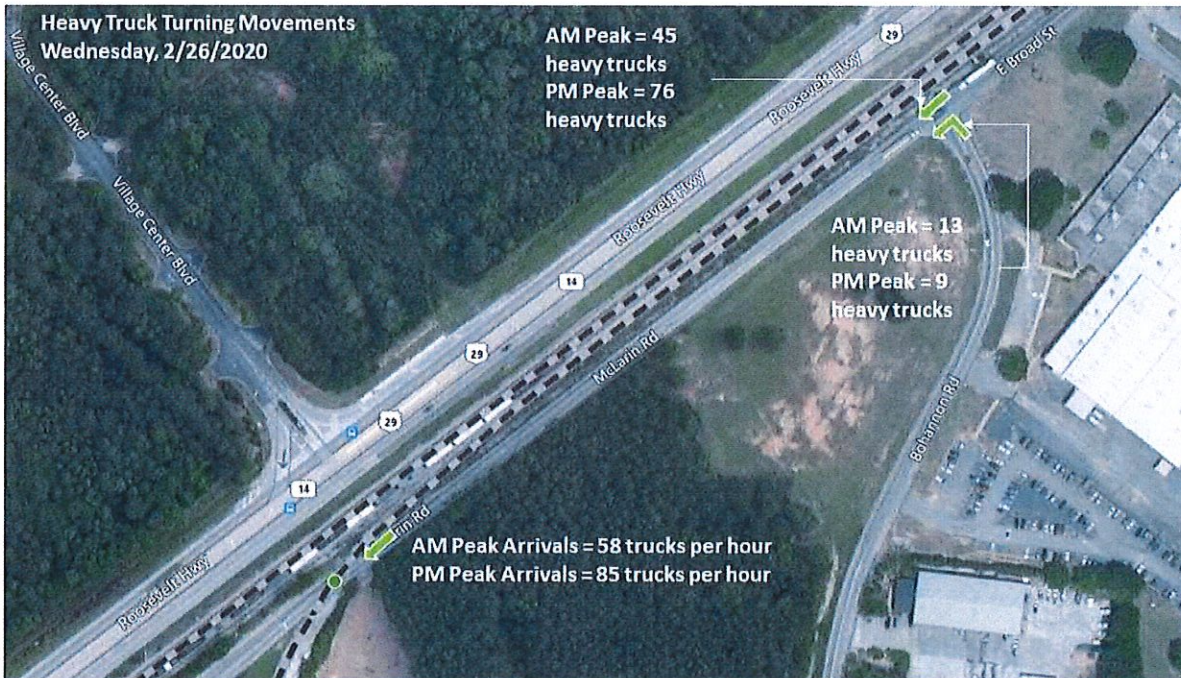 Heavy Truck Turning Movements
Wednesday, 2/26/2020
AM Peak = 45
heavy trucks
PM Peak = 76
heavy trucks
29
Roosevelt Hwy
E Broad St
Village Center Blvd
Roosevelt Hwy
Village Center Blvd
AM Peak = 13
heavy trucks
PM Peak = 9
heavy trucks
14
29
McLarin Rd
29
Bohannon Rd
14
rin Rd
AM Peak Arrivals = 58 trucks per hour
PM Peak Arrivals = 85 trucks per hour
Roosevelt Hwy